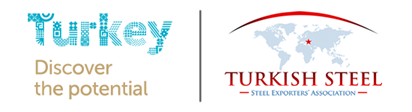 Turkey
Discover
the potential
TURKISH STEEL
STEEL EXPORTERS' ASSOCIATION